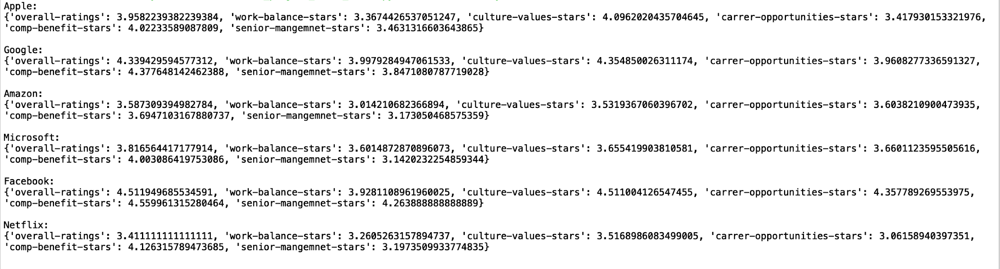 Apple:
{'overall-ratings': 3.9582239382239384, 'work-balance-stars': 3.3674426537051247, 'culture-values-stars': 4.0962020435704645, 'carrer-opportunities-stars': 3.417930153321976,
'comp-benefit-stars': 4.02233589087809, 'senior-mangemnet-stars': 3.4631316603643865}
Google:
{'overall-ratings': 4.339429594577312, 'work-balance-stars': 3.9979284947061533, 'culture-values-stars': 4.354850026311174, 'carrer-opportunities-stars': 3.9608277336591327,
'comp-benefit-stars': 4.377648142462388, 'senior-mangemnet-stars': 3.8471080787719028}
Amazon:
{'overall-ratings': 3.587309394982784, 'work-balance-stars': 3.014210682366894, 'culture-values-stars': 3.5319367060396702, 'carrer-opportunities-stars': 3.6038210900473935,
'comp-benefit-stars': 3.6947103167880737, 'senior-mangemnet-stars': 3.173050468575359}
Microsoft:
{'overall-ratings': 3.816564417177914, 'work-balance-stars': 3.6014872870896073, 'culture-values-stars': 3.655419903810581, 'carrer-opportunities-stars': 3.6601123595505616,
'comp-benefit-stars': 4.003086419753086, 'senior-mangemnet-stars': 3.1420232254859344}
Facebook:
{'overall-ratings': 4.511949685534591, 'work-balance-stars': 3.9281108961960025, 'culture-values-stars': 4.511004126547455, 'carrer-opportunities-stars': 4.357789269553975,
'comp-benefit-stars': 4.559961315280464, 'senior-mangemnet-stars': 4.263888888888889}
Netflix:
{'overall-ratings': 3.411111111111111, 'work-balance-stars': 3.2605263157894737, 'culture-values-stars': 3.5168986083499005, 'carrer-opportunities-stars': 3.06158940397351,
'comp-benefit-stars': 4.126315789473685, 'senior-mangemnet-stars': 3.1973509933774835}